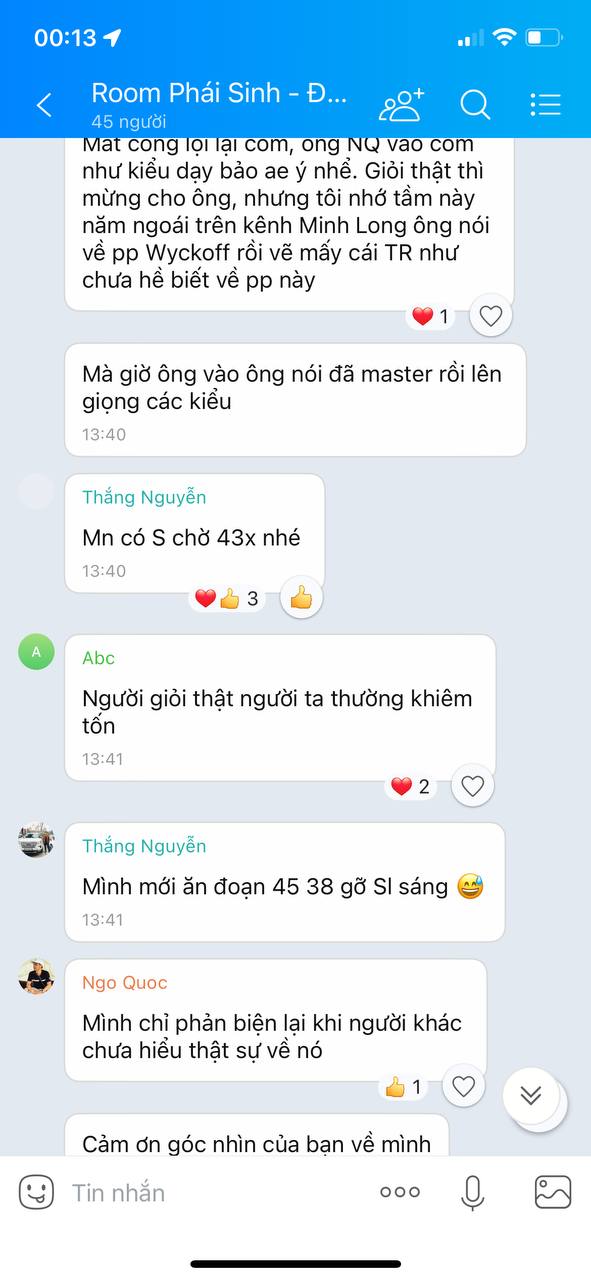 00:13
Room Phái Sinh - Đ...
45 người
Mất công lọi lại com, ông NQ vào com
như kiểu dạy bảo ae ý nhể. Giỏi thật thì
mừng cho ông, nhưng tôi nhớ tầm này
năm ngoái trên kênh Minh Long ông nói
về pp Wyckoff rồi vẽ mấy cái TR như
chưa hề biết về pp này
1
Mà giờ ông vào ông nói đã master rồi lên
giọng các kiểu
13:40
Thắng Nguyễn
Mn có S chờ 43x nhé
13:40
3
A
Abc
Người giỏi thật người ta thường khiêm
tốn
13:41
2
Thắng Nguyễn
Mình mới ăn đoạn 45 38 gỡ Sl sáng 😅
13:41
Ngo Quoc
Mình chỉ phản biện lại khi người khác
chưa hiểu thật sự về nó
1
Cảm ơn góc nhìn của bạn về mình
Tin nhắn